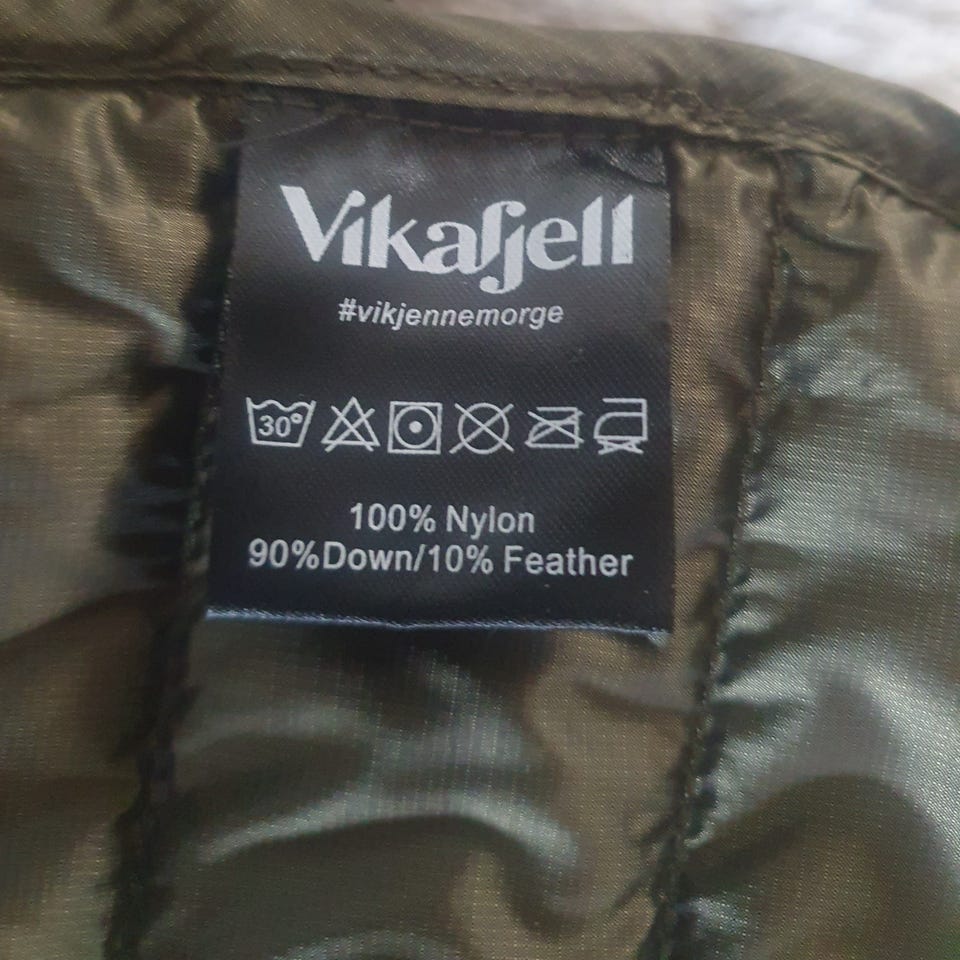 Vikafjell
#vikjennemorge
30°
100% Nylon
90%Down/10% Feather